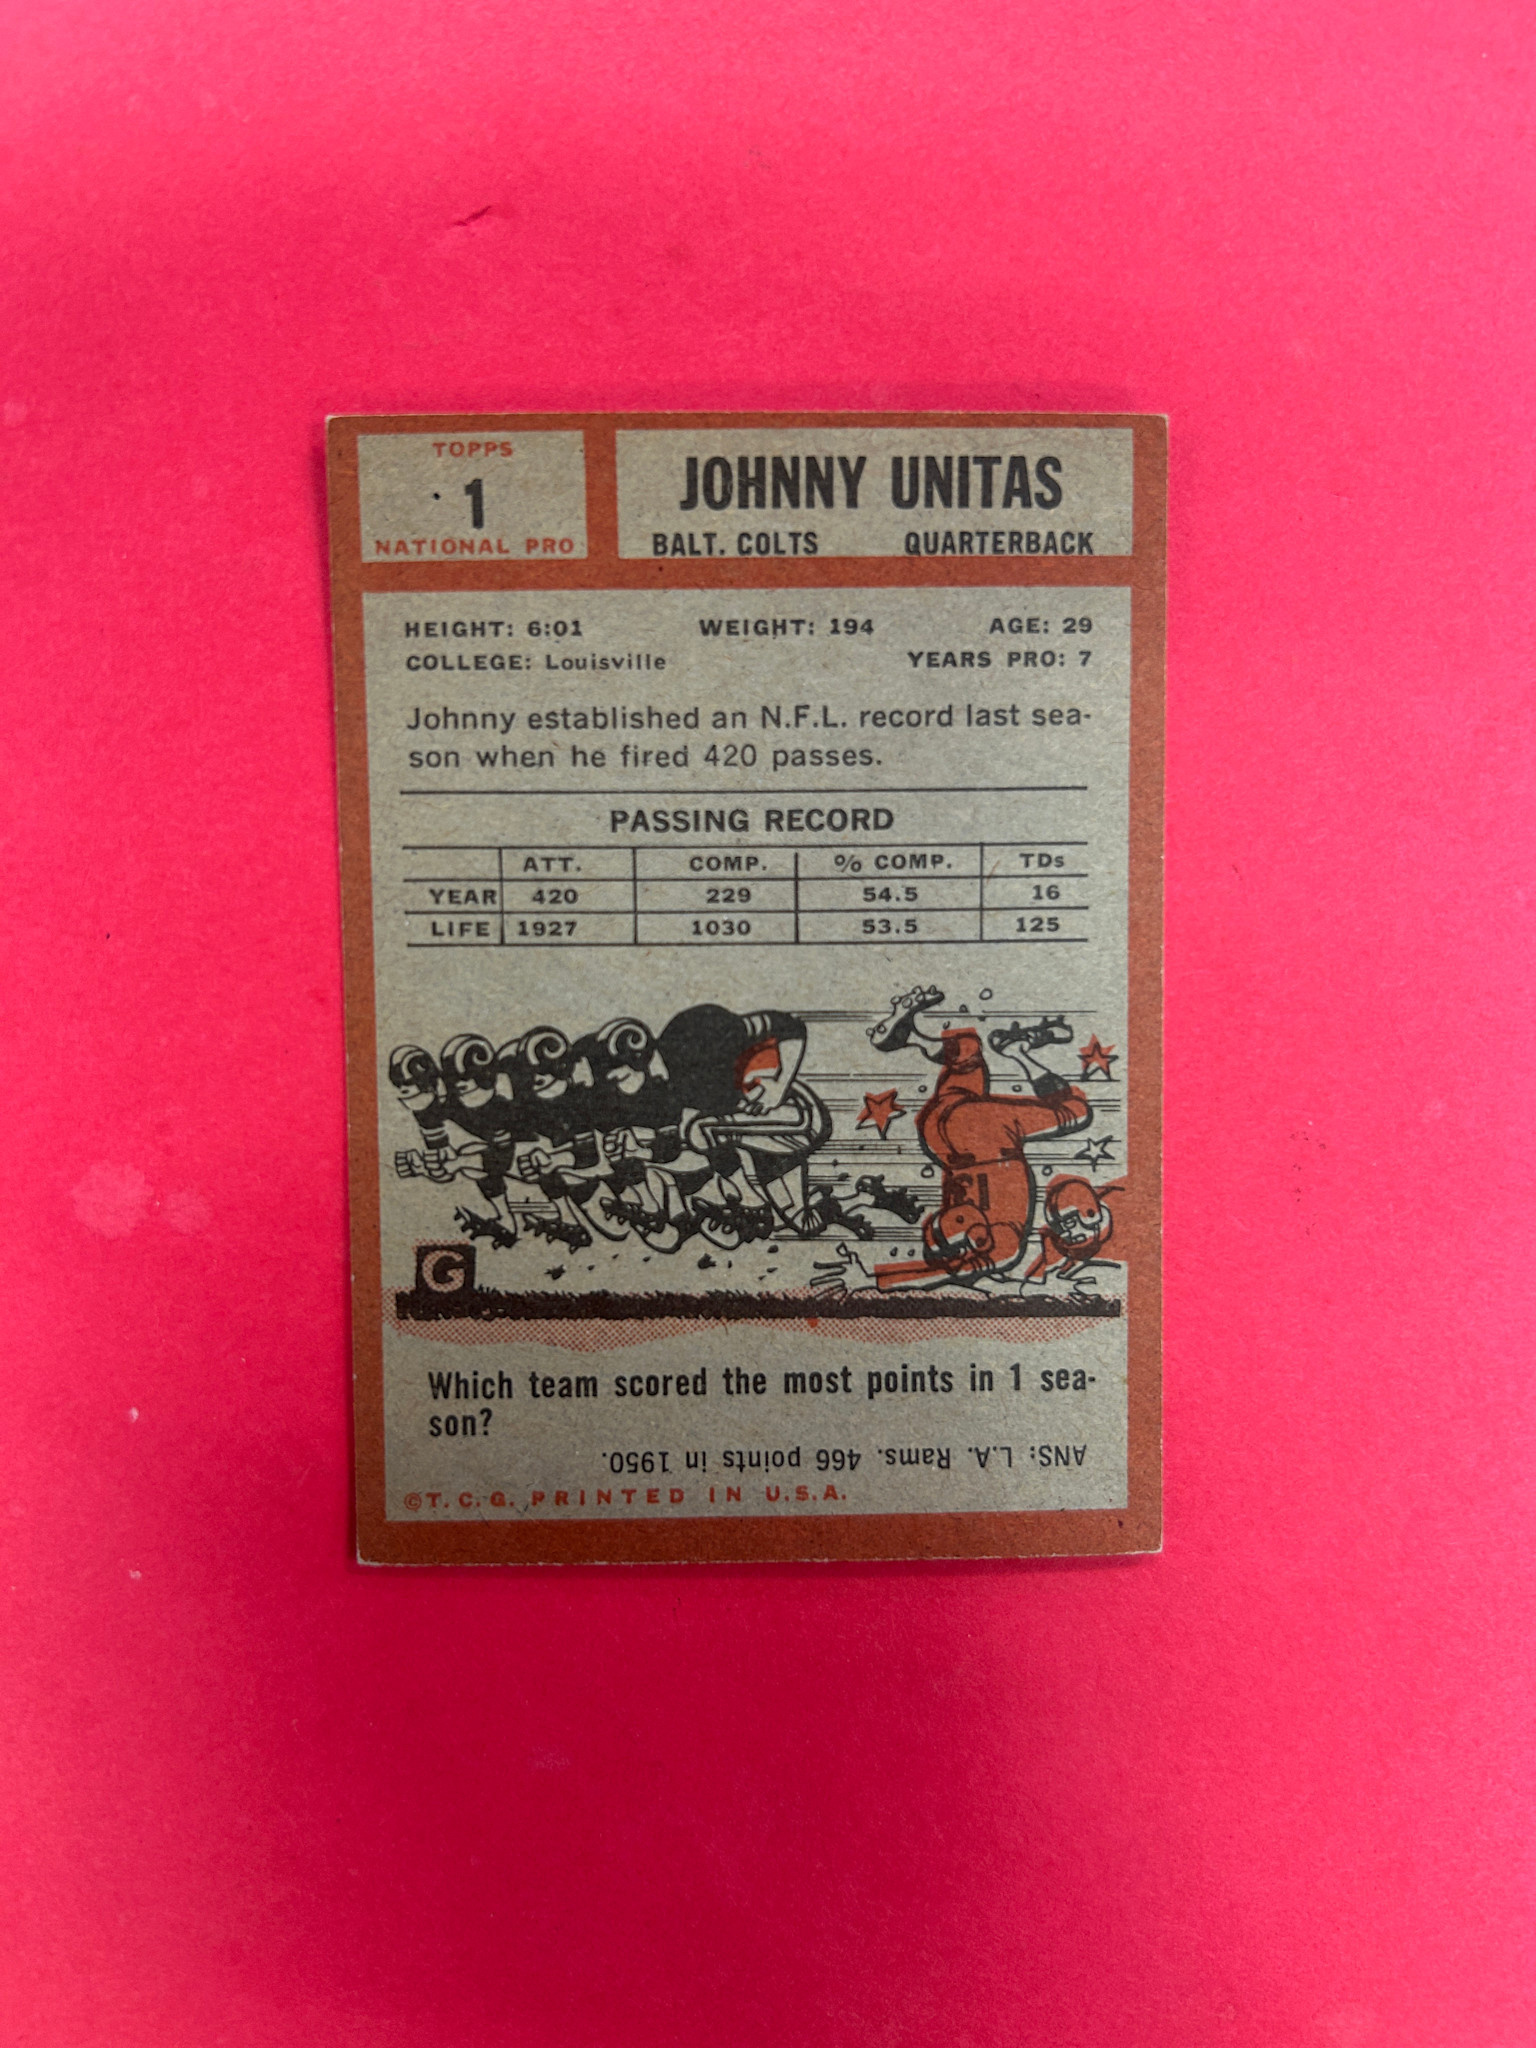 TOPPS
1
NATIONAL PRO
JOHNNY UNITAS
BALT. COLTS QUARTERBACK
HEIGHT: 6:01 WEIGHT: 194 AGE: 29
COLLEGE: Louisville YEARS PRO: 7
Johnny established an N.F.L. record last sea-
son when he fired 420 passes.
PASSING RECORD
ATT. COMP. % COMP. TDs
YEAR 420 229 54.5 16
LIFE 1927 1030 53.5 125
G
Which team scored the most points in 1 sea-
son?
ANS: L.A. Rams. 466 points in 1950.
©T.C.G. PRINTED IN U.S.A.